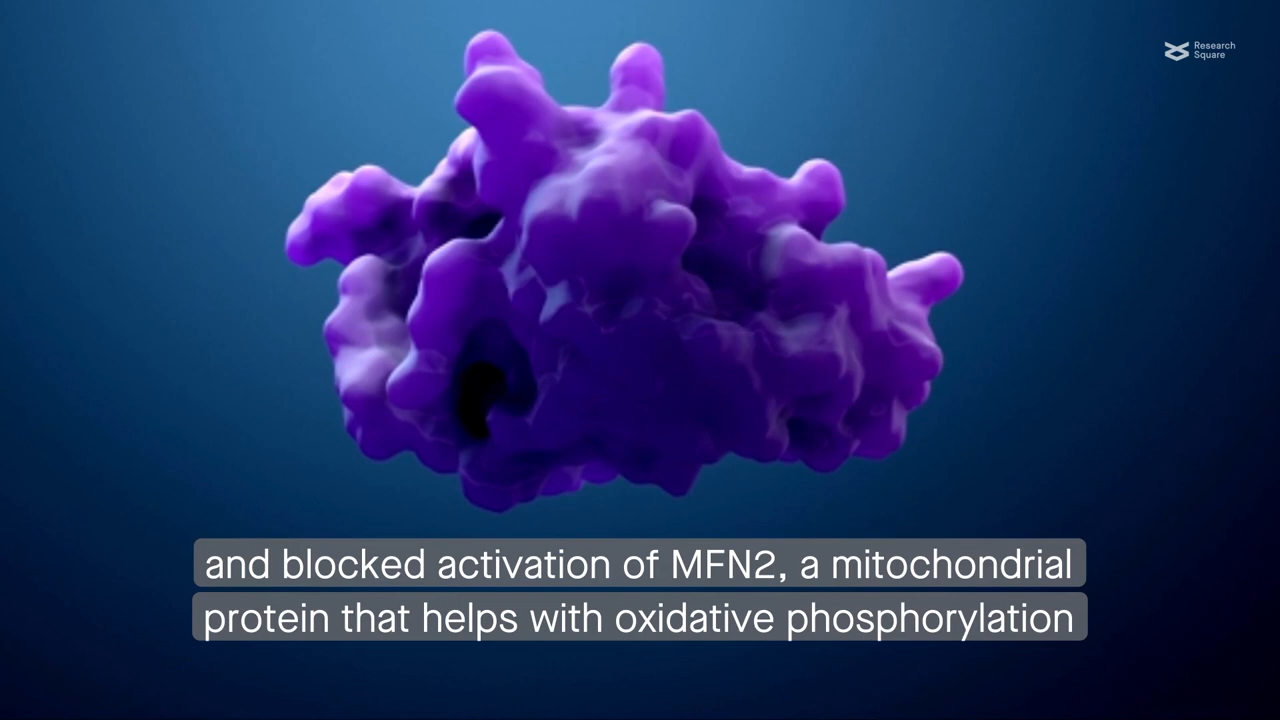 Research
Square
and blocked activation of MFN2, a mitochondrial
protein that helps with oxidative phosphorylation